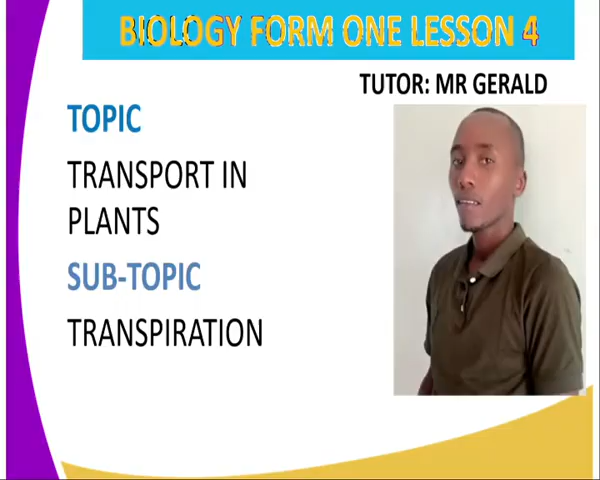 BIOLOGY FORM ONE LESSON 4
TUTOR: MR GERALD
TOPIC
TRANSPORT IN
PLANTS
SUB-TOPIC
TRANSPIRATION